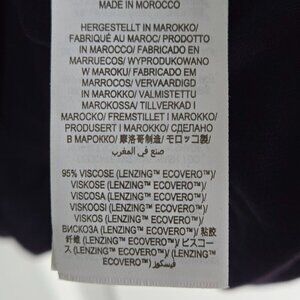 MADE IN MOROCCO
HERGESTELLT IN MAROKKO/
FABRIQUÉ AU MAROC/ PRODOTTO
IN MAROCCO/ FABRICADO EN
MARRUECOS/ WYPRODUKOWANO
W MAROKU/ FABRICADO EM
MARROCOS/ VERVAARDIGD
IN MAROKKO/ VALMISTETTU
MAROKOSSA/ TILLVERKAD I
MAROCKO/ FREMSTILLET I MAROKKO/
PRODUSERT I MAROKKO/ СДЕЛАНО
В МАРОККО/ 摩洛哥制造/ モロッコ製/
صنع في المغرب
95% VISCOSE (LENZING™ ECOVERO™)/
VISKOSE (LENZING™ ECOVERO™)/
VISCOSA (LENZING™ ECOVERO™)/
VISKOOSI (LENZING™ ECOVERO™)/
VISKOS (LENZING™ ECOVERO™)/
ВИСКОЗА (LENZING™ ECOVERO™)/ 粘胶
纤维 (LENZING™ ECOVERO™)/ ビスコー
ス (LENZING™ ECOVERO™)/ (LENZING™
ECOVERO™) فيسكوز